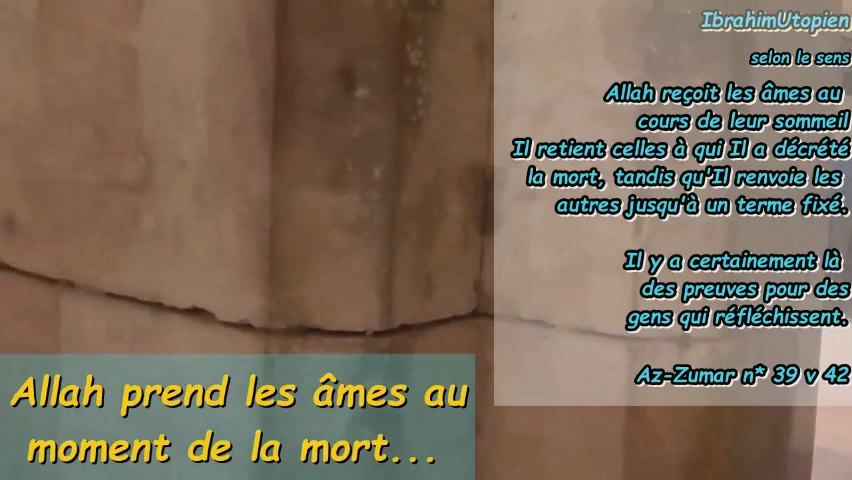 IbrahimUtopien
selon le sens
Allah reçoit les âmes au
cours de leur sommeil
Il retient celles à qui Il a décrété
la mort, tandis qu'Il renvoie les
autres jusqu'à un terme fixé.
Il y a certainement là
des preuves pour des
gens qui réfléchissent.
Az-Zumar n* 39 v 42
Allah prend les âmes au
moment de la mort...